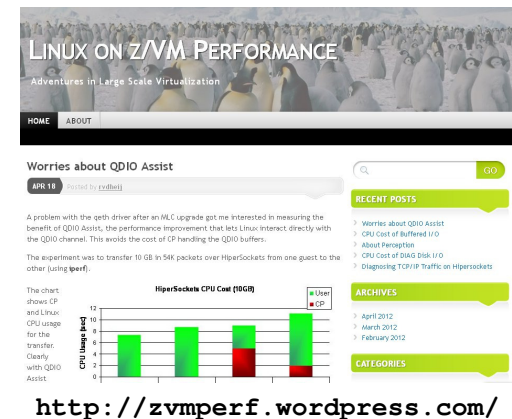 LINUX ON Z/VM PERFORMANCE
Adventures in Large Scale Virtualization
HOME ABOUT
Worries about QDIO Assist
APR 18 Posted by rvdheij
A problem with the qeth driver after an MLC upgrade got me interested in measuring the
benefit of QDIO Assist, the performance improvement that lets Linux interact directly with
the QDIO channel. This avoids the cost of CP handling the QDIO buffers.
The experiment was to transfer 10 GB in 54K packets over HiperSockets from one guest to the
other (using iperf).
The chart
shows CP
and Linux
CPU usage
for the
transfer.
Clearly
with QDIO
Assist
HiperSockets CPU Cost (10GB)
User
CP
CPU Usage (sec)
12
10
8
6
4
2
0
GO
RECENT POSTS
Worries about QDIO Assist
CPU Cost of Buffered I/O
About Perception
CPU Cost of DIAG Disk I/O
Diagnosing TCP/IP Traffic on Hipersockets
ARCHIVES
April 2012
March 2012
February 2012
CATEGORIES
http://zvmperf.wordpress.com/